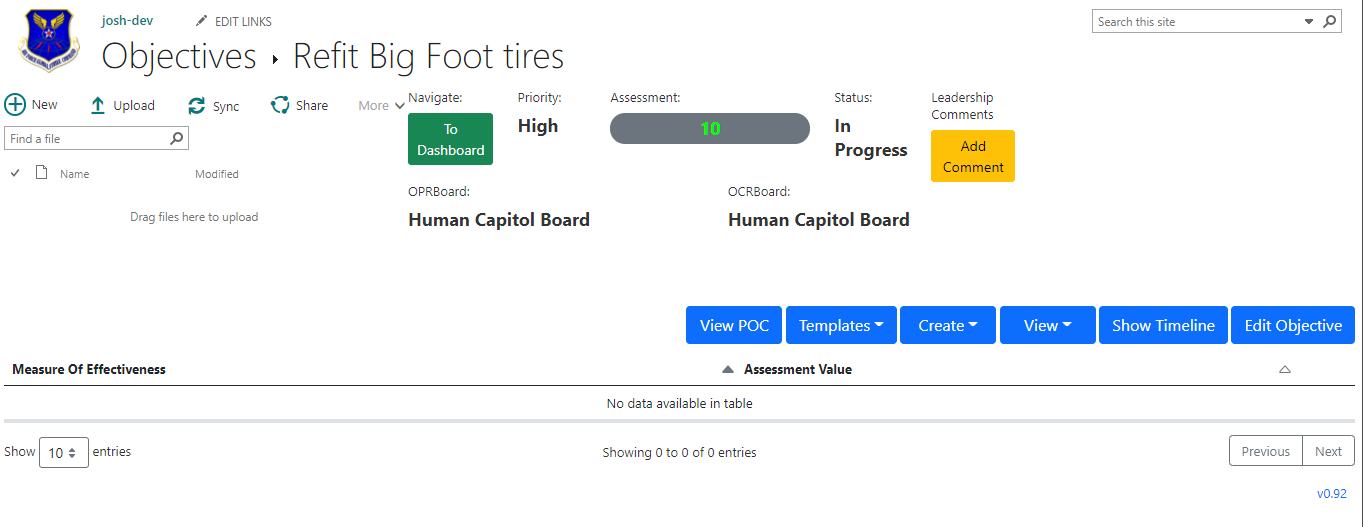 josh-dev
EDIT LINKS
Search this site
Objectives ▸ Refit Big Foot tires
New
Upload
Sync
Share
More
Find a file
Name
Modified
Drag files here to upload
Navigate:
To
Dashboard
Priority:
High
Assessment:
10
Status:
In
Progress
Leadership
Comments
Add
Comment
OPRBoard:
Human Capitol Board
OCRBoard:
Human Capitol Board
View POC
Templates
Create
View
Show Timeline
Edit Objective
Measure Of Effectiveness
Assessment Value
No data available in table
Show 10 entries
Showing 0 to 0 of 0 entries
Previous
Next
v0.92